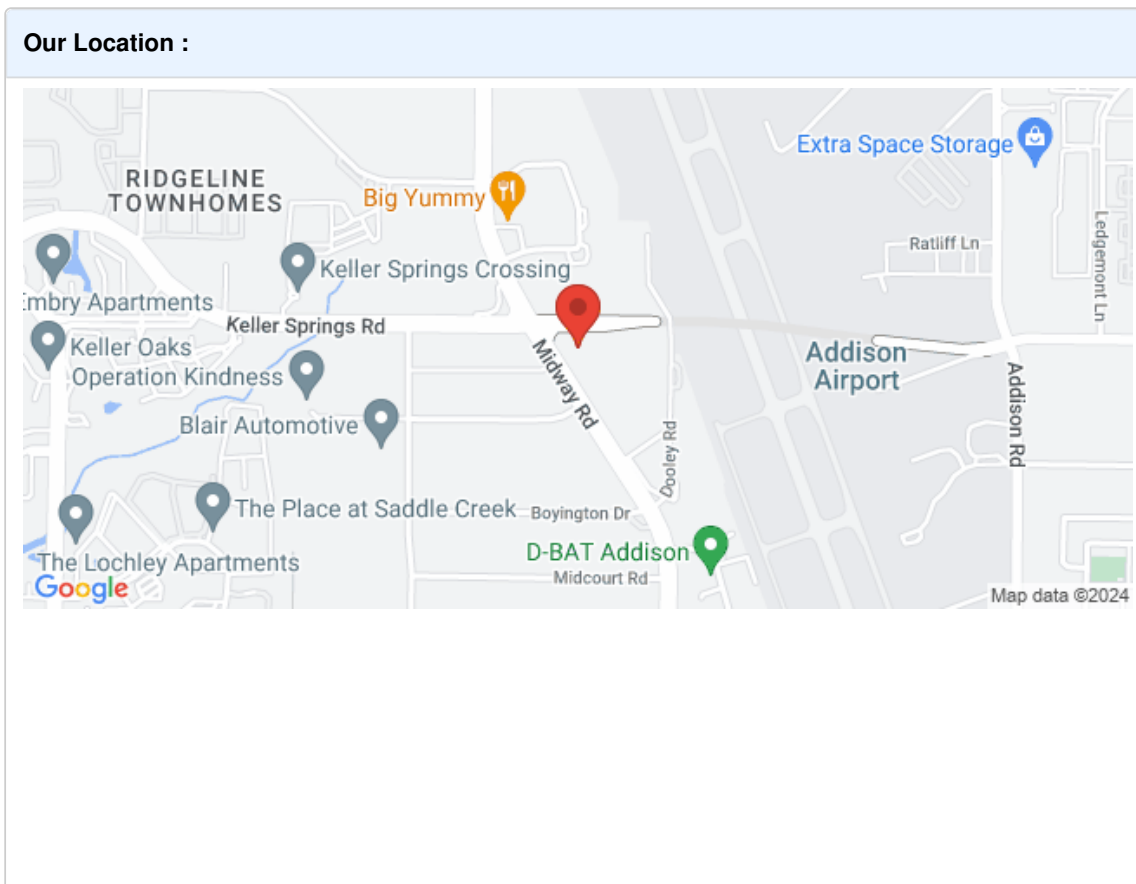 Our Location :
Extra Space Storage
RIDGELINE
TOWNHOMES
Big Yummy
Ratliff Ln
Ledgemont Ln
Keller Springs Crossing
Embry Apartments
Keller Springs Rd
Keller Oaks
Midway Rd
Addison
Airport
Operation Kindness
Addison Rd
Blair Automotive
Dooley Rd
The Place at Saddle Creek
Boyington Dr
D-BAT Addison
The Lochley Apartments
Midcourt Rd
Google
Map data ©2024